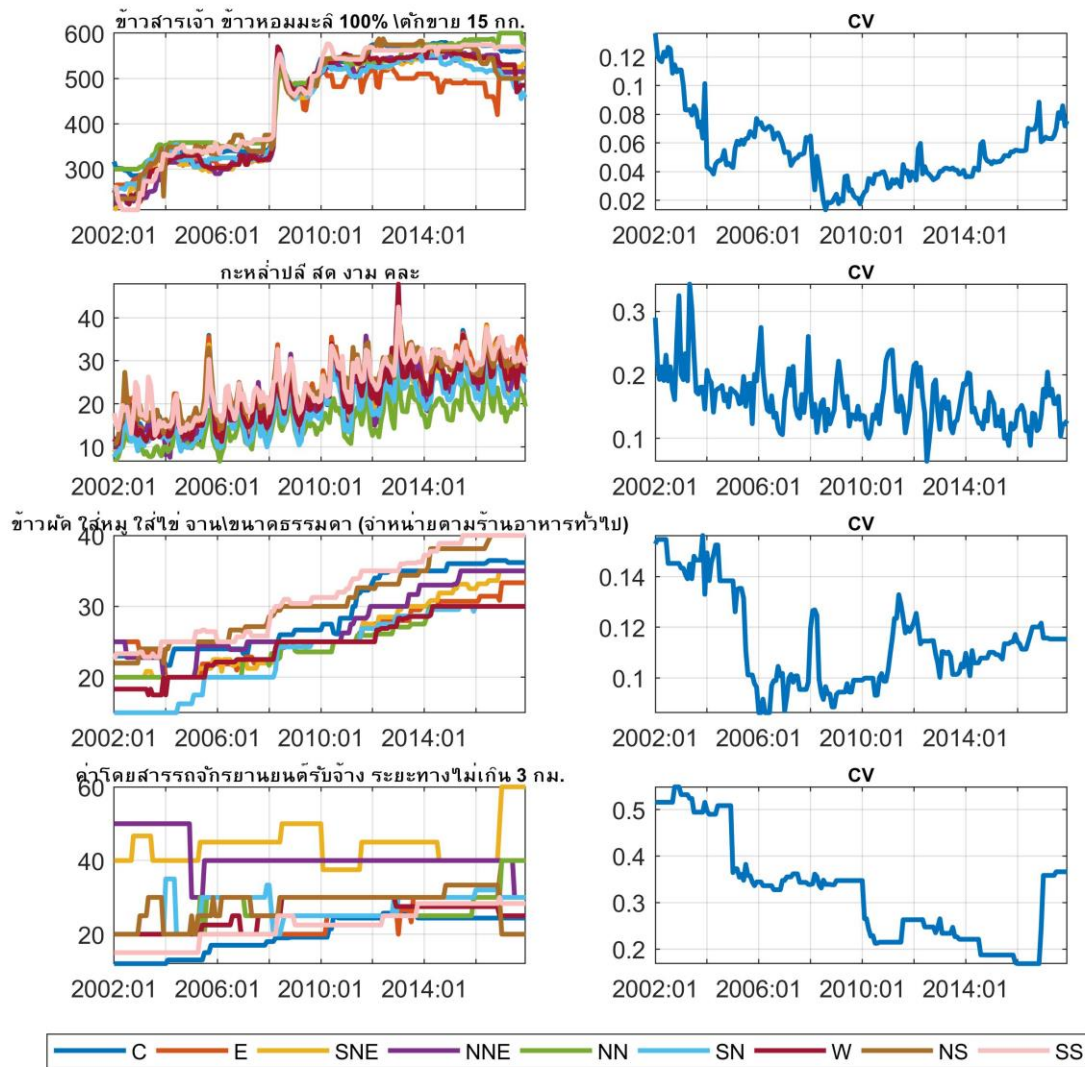 ข้าวสารเจ้า ข้าวหอมมะลิ 100% \ตักขาย 15 กก.
CV
600
500
400
300
2002:01 2006:01 2010:01 2014:01
0.12
0.1
0.08
0.06
0.04
0.02
2002:01 2006:01 2010:01 2014:01
กะหล่ำปลี สด งาม คละ
CV
40
30
20
10
2002:01 2006:01 2010:01 2014:01
0.3
0.2
0.1
2002:01 2006:01 2010:01 2014:01
ข้าวผัด ใส่หมู ใส่ไข่ จาน\ขนาดธรรมดา (จำหน่ายตามร้านอาหารทั่วไป)
CV
40
30
20
2002:01 2006:01 2010:01 2014:01
0.14
0.12
0.1
2002:01 2006:01 2010:01 2014:01
ค่าโดยสารรถจักรยานยนต์รับจ้าง ระยะทางไม่เกิน 3 กม.
CV
60
40
20
2002:01 2006:01 2010:01 2014:01
0.5
0.4
0.3
0.2
2002:01 2006:01 2010:01 2014:01
C E SNE NNE NN SN W NS SS